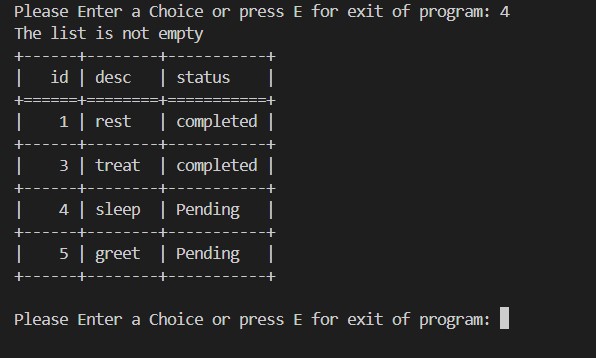 Please Enter a Choice or press E for exit of program: 4
The list is not empty
+------+--------+-----------+
|   id | desc   | status    |
+======+========+===========+
|    1 | rest   | completed |
+------+--------+-----------+
|    3 | treat  | completed |
+------+--------+-----------+
|    4 | sleep  | Pending   |
+------+--------+-----------+
|    5 | greet  | Pending   |
+------+--------+-----------+
Please Enter a Choice or press E for exit of program: